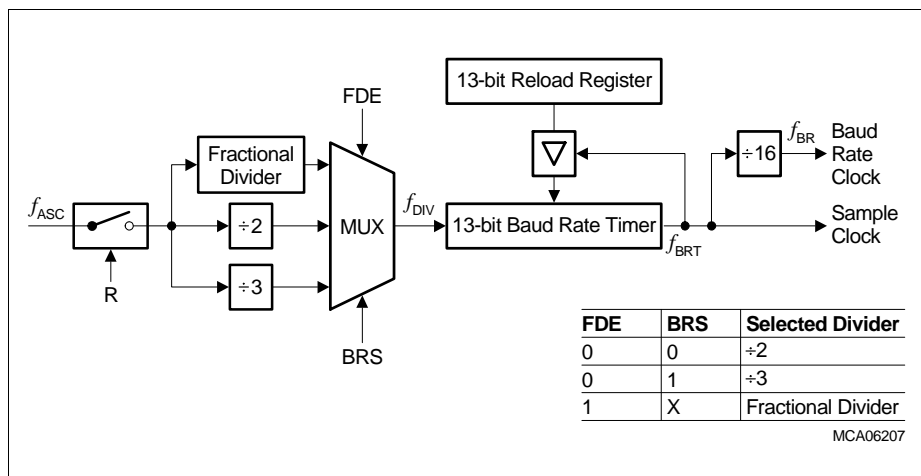 13-bit Reload Register
FDE
Fractional
Divider
fASC
÷2
÷3
MUX
R
BRS
fDIV
13-bit Baud Rate Timer
fBRT
÷16
fBR
Baud
Rate
Clock
Sample
Clock
FDE BRS Selected Divider
0 0 ÷2
0 1 ÷3
1 X Fractional Divider
MCA06207